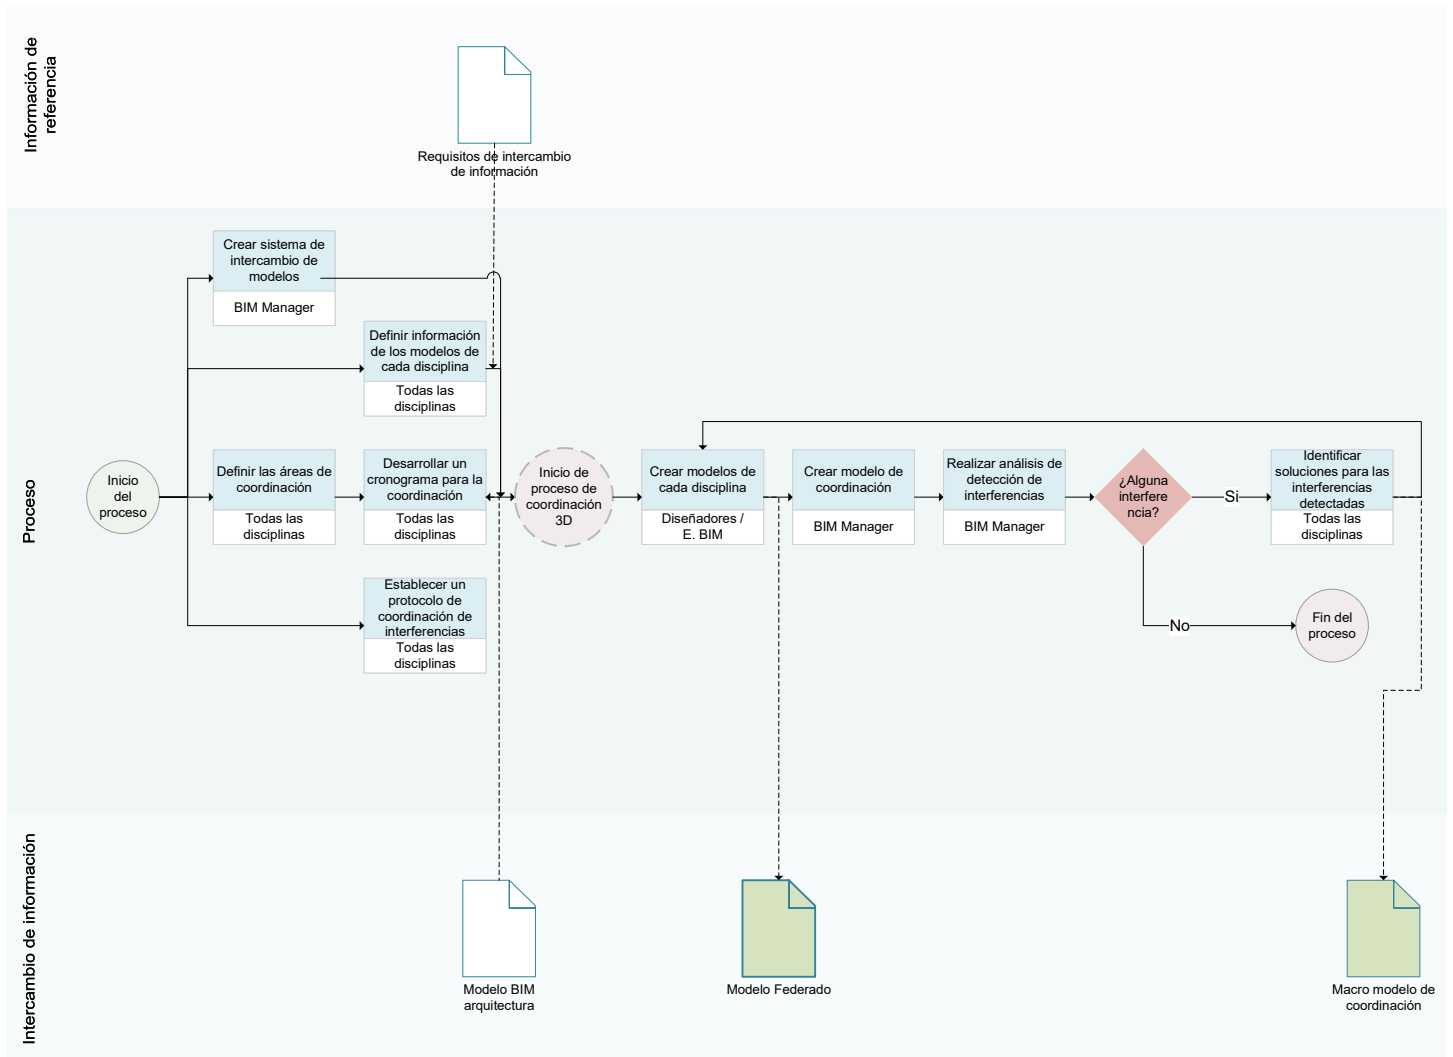 Información de
referencia
Requisitos de intercambio
de información
Proceso
Crear sistema de
intercambio de
modelos
BIM Manager
Definir información
de los modelos de
cada disciplina
Todas las
disciplinas
Inicio
del
proceso
Definir las áreas de
coordinación
Todas las
disciplinas
Desarrollar un
cronograma para la
coordinación
Todas las
disciplinas
Establecer un
protocolo de
coordinación de
interferencias
Todas las
disciplinas
Inicio de
proceso de
coordinación
3D
Crear modelos de
cada disciplina
Diseñadores /
E. BIM
Crear modelo de
coordinación
BIM Manager
Realizar análisis de
detección de
interferencias
BIM Manager
¿Alguna
interfere
ncia?
Si
Identificar
soluciones para las
interferencias
detectadas
Todas las
disciplinas
No
Fin del
proceso
Intercambio de información
Modelo BIM
arquitectura
Modelo Federado
Macro modelo de
coordinación